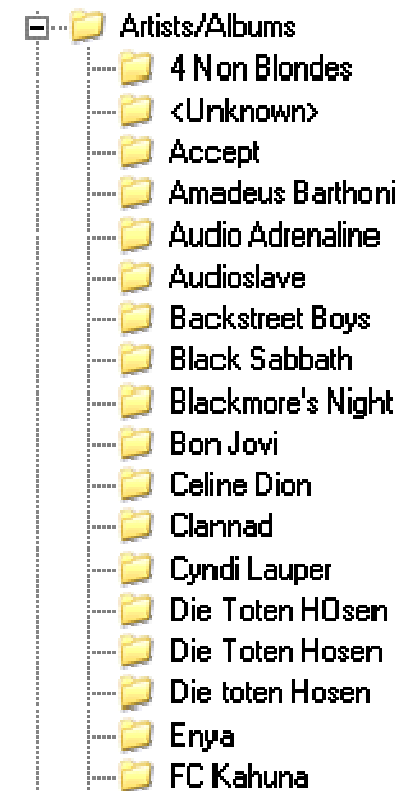 Artists/Albums
4 Non Blondes
<Unknown>
Accept
Amadeus Barthoni
Audio Adrenaline
Audioslave
Backstreet Boys
Black Sabbath
Blackmore's Night
Bon Jovi
Celine Dion
Clannad
Cyndi Lauper
Die Toten HOsen
Die Toten Hosen
Die toten Hosen
Enya
FC Kahuna